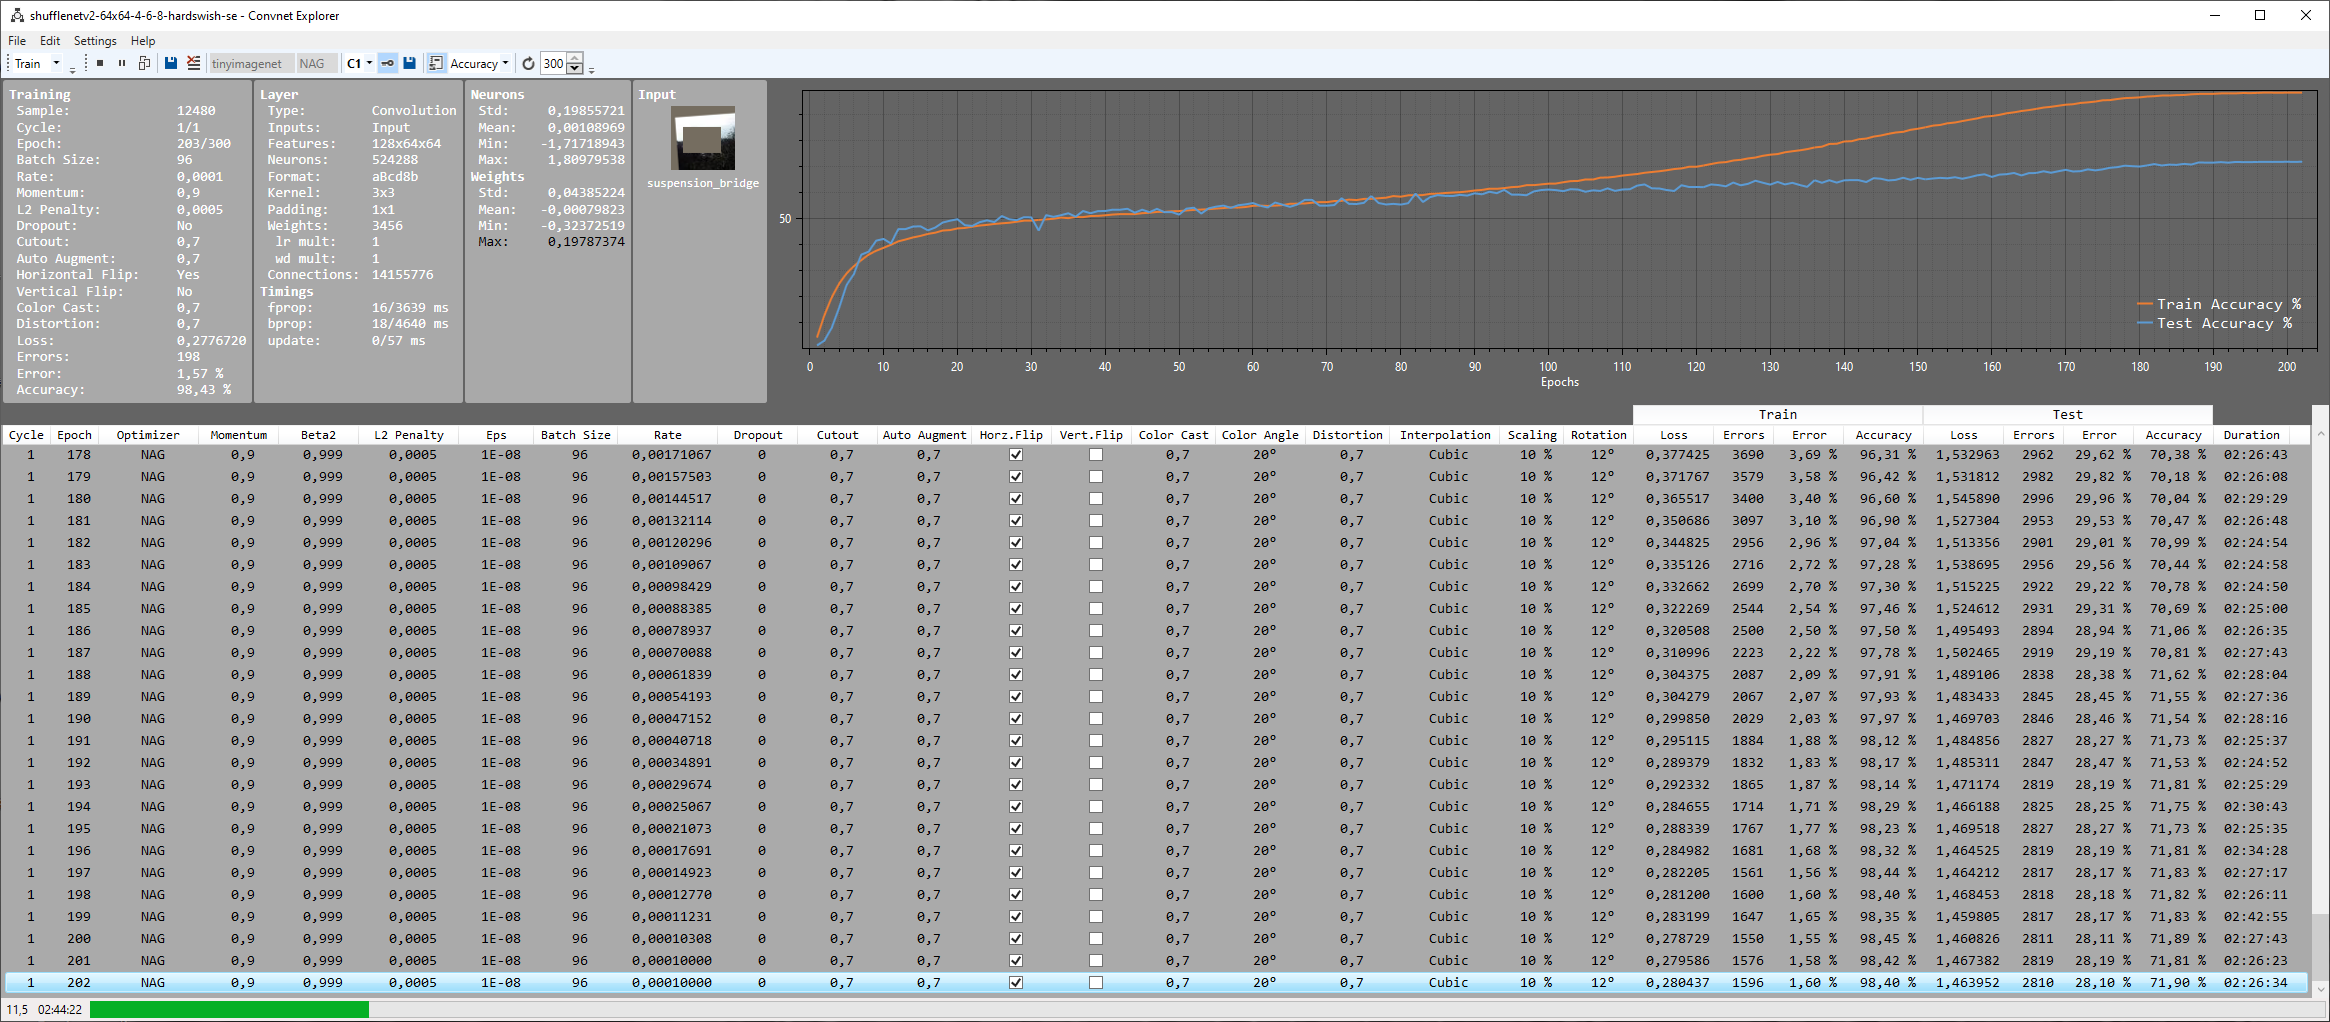 shufflenetv2-64x64-4-6-8-hardswish-se - Convnet Explorer
File Edit Settings Help
Train tinyimagenet NAG C1 Accuracy 300
Training
Sample: 12480
Cycle: 1/1
Epoch: 203/300
Batch Size: 96
Rate: 0,0001
Momentum: 0,9
L2 Penalty: 0,0005
Dropout: No
Cutout: 0,7
Auto Augment: 0,7
Horizontal Flip: Yes
Vertical Flip: No
Color Cast: 0,7
Distortion: 0,7
Loss: 0,2776720
Errors: 198
Error: 1,57 %
Accuracy: 98,43 %
Layer
Type: Convolution
Inputs: Input
Features: 128x64x64
Neurons: 524288
Format: aBcd8b
Kernel: 3x3
Padding: 1x1
Weights: 3456
lr mult: 1
wd mult: 1
Connections: 14155776
Timings
fprop: 16/3639 ms
bprop: 18/4640 ms
update: 0/57 ms
Neurons
Std: 0,19855721
Mean: 0,00108969
Min: -1,71718943
Max: 1,80979538
Weights
Std: 0,04385224
Mean: -0,00079823
Min: -0,32372519
Max: 0,19787374
Input
suspension_bridge
50
Train Accuracy %
Test Accuracy %
0 10 20 30 40 50 60 70 80 90 100 110 120 130 140 150 160 170 180 190 200
Epochs
Train Test
Cycle Epoch Optimizer Momentum Beta2 L2 Penalty Eps Batch Size Rate Dropout Cutout Auto Augment Horz.Flip Vert.Flip Color Cast Color Angle Distortion Interpolation Scaling Rotation Loss Errors Error Accuracy Loss Errors Error Accuracy Duration
1 178 NAG 0,9 0,999 0,0005 1E-08 96 0,00171067 0 0,7 0,7 0,7 20° 0,7 Cubic 10 % 12° 0,377425 3690 3,69 % 96,31 % 1,532963 2962 29,62 % 70,38 % 02:26:43
1 179 NAG 0,9 0,999 0,0005 1E-08 96 0,00157503 0 0,7 0,7 0,7 20° 0,7 Cubic 10 % 12° 0,371767 3579 3,58 % 96,42 % 1,531812 2982 29,82 % 70,18 % 02:26:08
1 180 NAG 0,9 0,999 0,0005 1E-08 96 0,00144517 0 0,7 0,7 0,7 20° 0,7 Cubic 10 % 12° 0,365517 3400 3,40 % 96,60 % 1,545890 2996 29,96 % 70,04 % 02:29:29
1 181 NAG 0,9 0,999 0,0005 1E-08 96 0,00132114 0 0,7 0,7 0,7 20° 0,7 Cubic 10 % 12° 0,350686 3097 3,10 % 96,90 % 1,527304 2953 29,53 % 70,47 % 02:26:48
1 182 NAG 0,9 0,999 0,0005 1E-08 96 0,00120296 0 0,7 0,7 0,7 20° 0,7 Cubic 10 % 12° 0,344825 2956 2,96 % 97,04 % 1,513356 2901 29,01 % 70,99 % 02:24:54
1 183 NAG 0,9 0,999 0,0005 1E-08 96 0,00109067 0 0,7 0,7 0,7 20° 0,7 Cubic 10 % 12° 0,335126 2716 2,72 % 97,28 % 1,538695 2956 29,56 % 70,44 % 02:24:58
1 184 NAG 0,9 0,999 0,0005 1E-08 96 0,00098429 0 0,7 0,7 0,7 20° 0,7 Cubic 10 % 12° 0,332662 2699 2,70 % 97,30 % 1,515225 2922 29,22 % 70,78 % 02:24:50
1 185 NAG 0,9 0,999 0,0005 1E-08 96 0,00088385 0 0,7 0,7 0,7 20° 0,7 Cubic 10 % 12° 0,322269 2544 2,54 % 97,46 % 1,524612 2931 29,31 % 70,69 % 02:25:00
1 186 NAG 0,9 0,999 0,0005 1E-08 96 0,00078937 0 0,7 0,7 0,7 20° 0,7 Cubic 10 % 12° 0,320508 2500 2,50 % 97,50 % 1,495493 2894 28,94 % 71,06 % 02:26:35
1 187 NAG 0,9 0,999 0,0005 1E-08 96 0,00070088 0 0,7 0,7 0,7 20° 0,7 Cubic 10 % 12° 0,310996 2223 2,22 % 97,78 % 1,502465 2919 29,19 % 70,81 % 02:27:43
1 188 NAG 0,9 0,999 0,0005 1E-08 96 0,00061839 0 0,7 0,7 0,7 20° 0,7 Cubic 10 % 12° 0,304375 2087 2,09 % 97,91 % 1,489106 2838 28,38 % 71,62 % 02:28:04
1 189 NAG 0,9 0,999 0,0005 1E-08 96 0,00054193 0 0,7 0,7 0,7 20° 0,7 Cubic 10 % 12° 0,304279 2067 2,07 % 97,93 % 1,483433 2845 28,45 % 71,55 % 02:27:36
1 190 NAG 0,9 0,999 0,0005 1E-08 96 0,00047152 0 0,7 0,7 0,7 20° 0,7 Cubic 10 % 12° 0,299850 2029 2,03 % 97,97 % 1,469703 2846 28,46 % 71,54 % 02:28:16
1 191 NAG 0,9 0,999 0,0005 1E-08 96 0,00040718 0 0,7 0,7 0,7 20° 0,7 Cubic 10 % 12° 0,295115 1884 1,88 % 98,12 % 1,484856 2827 28,27 % 71,73 % 02:25:37
1 192 NAG 0,9 0,999 0,0005 1E-08 96 0,00034891 0 0,7 0,7 0,7 20° 0,7 Cubic 10 % 12° 0,289379 1832 1,83 % 98,17 % 1,485311 2847 28,47 % 71,53 % 02:24:52
1 193 NAG 0,9 0,999 0,0005 1E-08 96 0,00029674 0 0,7 0,7 0,7 20° 0,7 Cubic 10 % 12° 0,292332 1865 1,87 % 98,14 % 1,471174 2819 28,19 % 71,81 % 02:25:29
1 194 NAG 0,9 0,999 0,0005 1E-08 96 0,00025067 0 0,7 0,7 0,7 20° 0,7 Cubic 10 % 12° 0,284655 1714 1,71 % 98,29 % 1,466188 2825 28,25 % 71,75 % 02:30:43
1 195 NAG 0,9 0,999 0,0005 1E-08 96 0,00021073 0 0,7 0,7 0,7 20° 0,7 Cubic 10 % 12° 0,288339 1767 1,77 % 98,23 % 1,469518 2827 28,27 % 71,73 % 02:25:35
1 196 NAG 0,9 0,999 0,0005 1E-08 96 0,00017691 0 0,7 0,7 0,7 20° 0,7 Cubic 10 % 12° 0,284982 1681 1,68 % 98,32 % 1,464525 2819 28,19 % 71,81 % 02:34:28
1 197 NAG 0,9 0,999 0,0005 1E-08 96 0,00014923 0 0,7 0,7 0,7 20° 0,7 Cubic 10 % 12° 0,282205 1561 1,56 % 98,44 % 1,464212 2817 28,17 % 71,83 % 02:27:17
1 198 NAG 0,9 0,999 0,0005 1E-08 96 0,00012770 0 0,7 0,7 0,7 20° 0,7 Cubic 10 % 12° 0,281200 1600 1,60 % 98,40 % 1,468453 2818 28,18 % 71,82 % 02:26:11
1 199 NAG 0,9 0,999 0,0005 1E-08 96 0,00011231 0 0,7 0,7 0,7 20° 0,7 Cubic 10 % 12° 0,283199 1647 1,65 % 98,35 % 1,459805 2817 28,17 % 71,83 % 02:42:55
1 200 NAG 0,9 0,999 0,0005 1E-08 96 0,00010308 0 0,7 0,7 0,7 20° 0,7 Cubic 10 % 12° 0,278729 1550 1,55 % 98,45 % 1,460826 2811 28,11 % 71,89 % 02:27:43
1 201 NAG 0,9 0,999 0,0005 1E-08 96 0,00010000 0 0,7 0,7 0,7 20° 0,7 Cubic 10 % 12° 0,279586 1576 1,58 % 98,42 % 1,467382 2819 28,19 % 71,81 % 02:26:23
1 202 NAG 0,9 0,999 0,0005 1E-08 96 0,00010000 0 0,7 0,7 0,7 20° 0,7 Cubic 10 % 12° 0,280437 1596 1,60 % 98,40 % 1,463952 2810 28,10 % 71,90 % 02:26:34
11,5 02:44:22